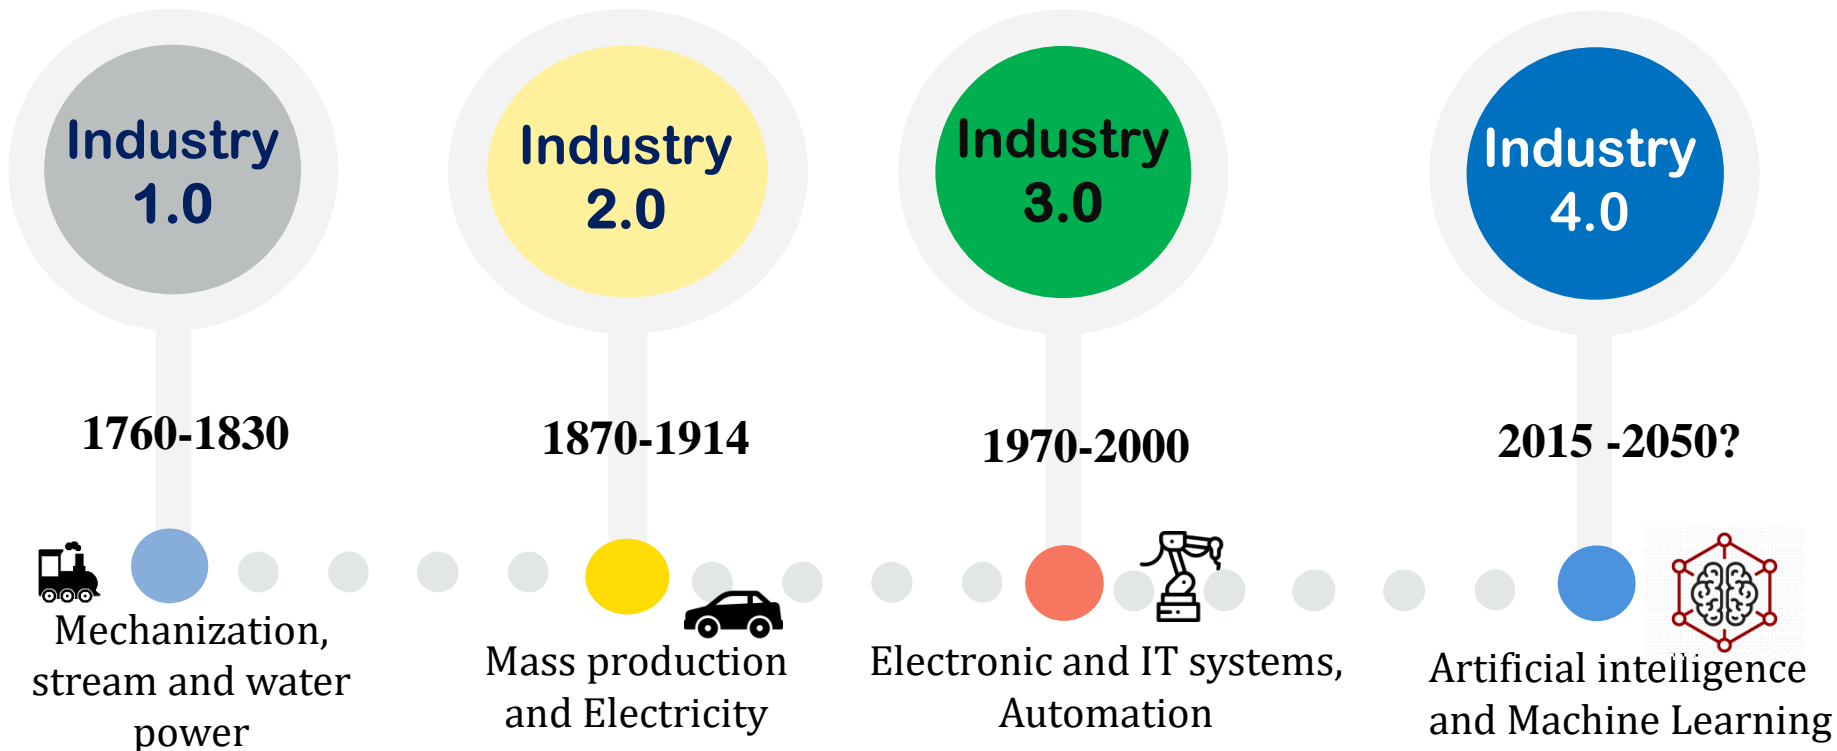 Industry
1.0
Industry
2.0
Industry
3.0
Industry
4.0
1760-1830
1870-1914
1970-2000
2015 -2050?
Mechanization,
stream and water
power
Mass production
and Electricity
Electronic and IT systems,
Automation
Artificial intelligence
and Machine Learning